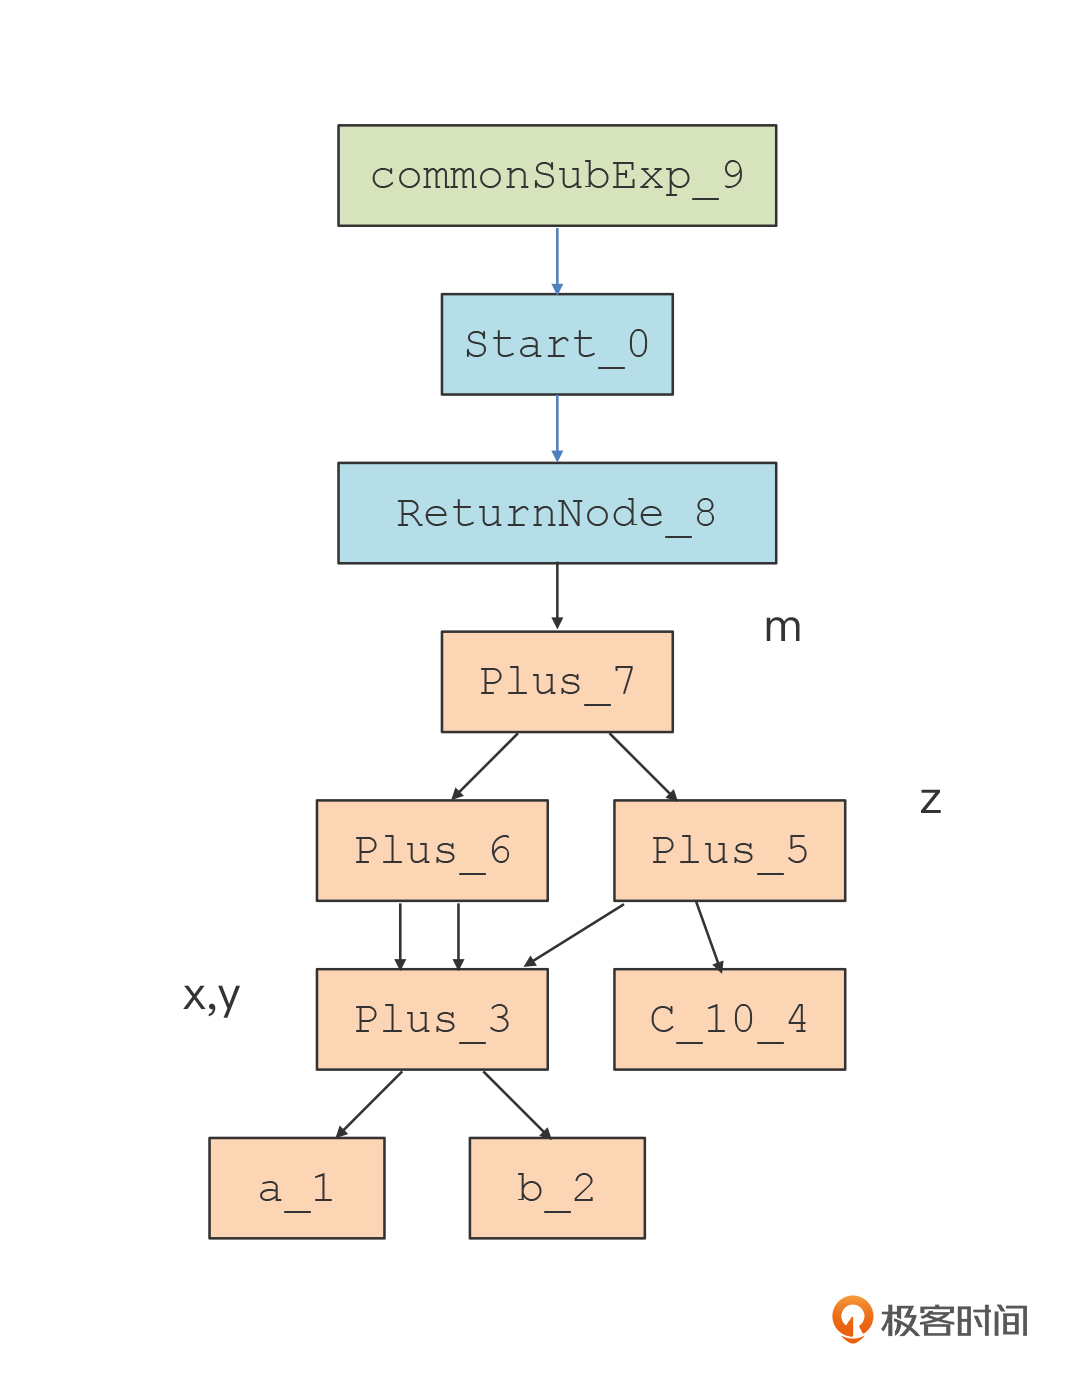 commonSubExp_9
Start_0
ReturnNode_8
m
Plus_7
z
Plus_6
Plus_5
x,y
Plus_3
C_10_4
a_1
b_2
极客时间